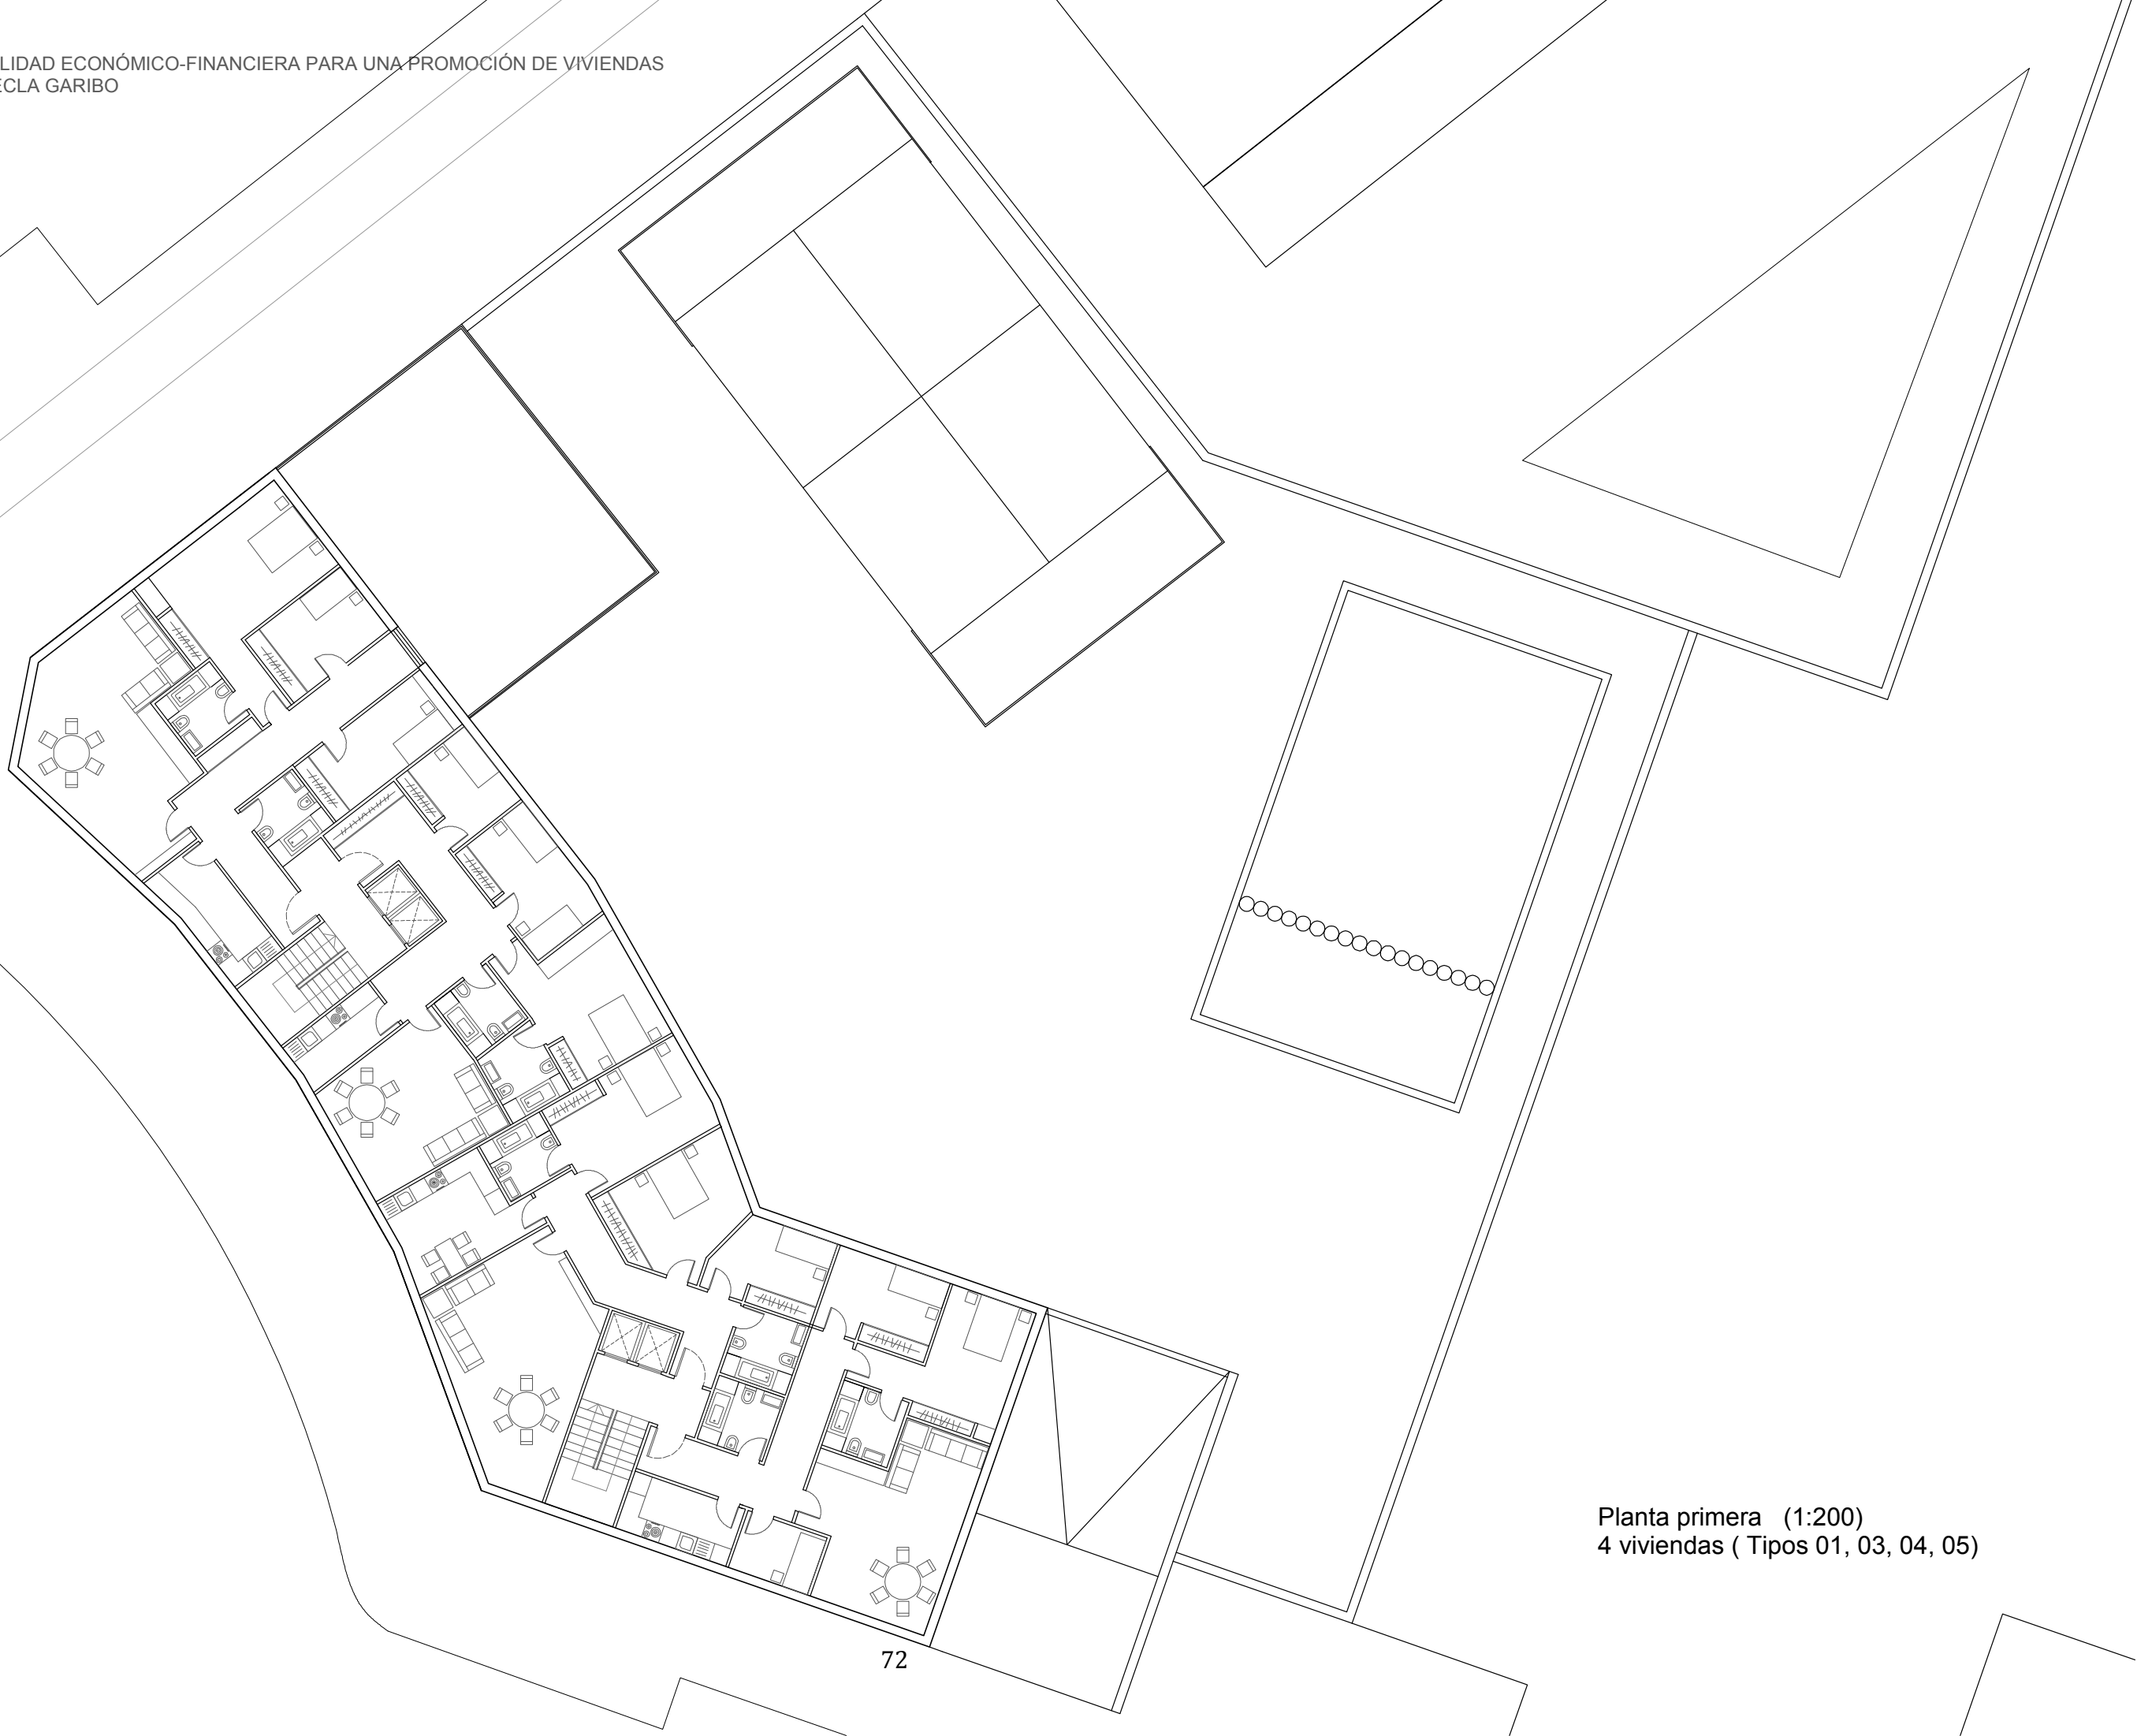 LIDAD ECONÓMICO-FINANCIERA PARA UNA PROMOCIÓN DE VIVIENDAS
ECLA GARIBO
Planta primera (1:200)
4 viviendas ( Tipos 01, 03, 04, 05)
72